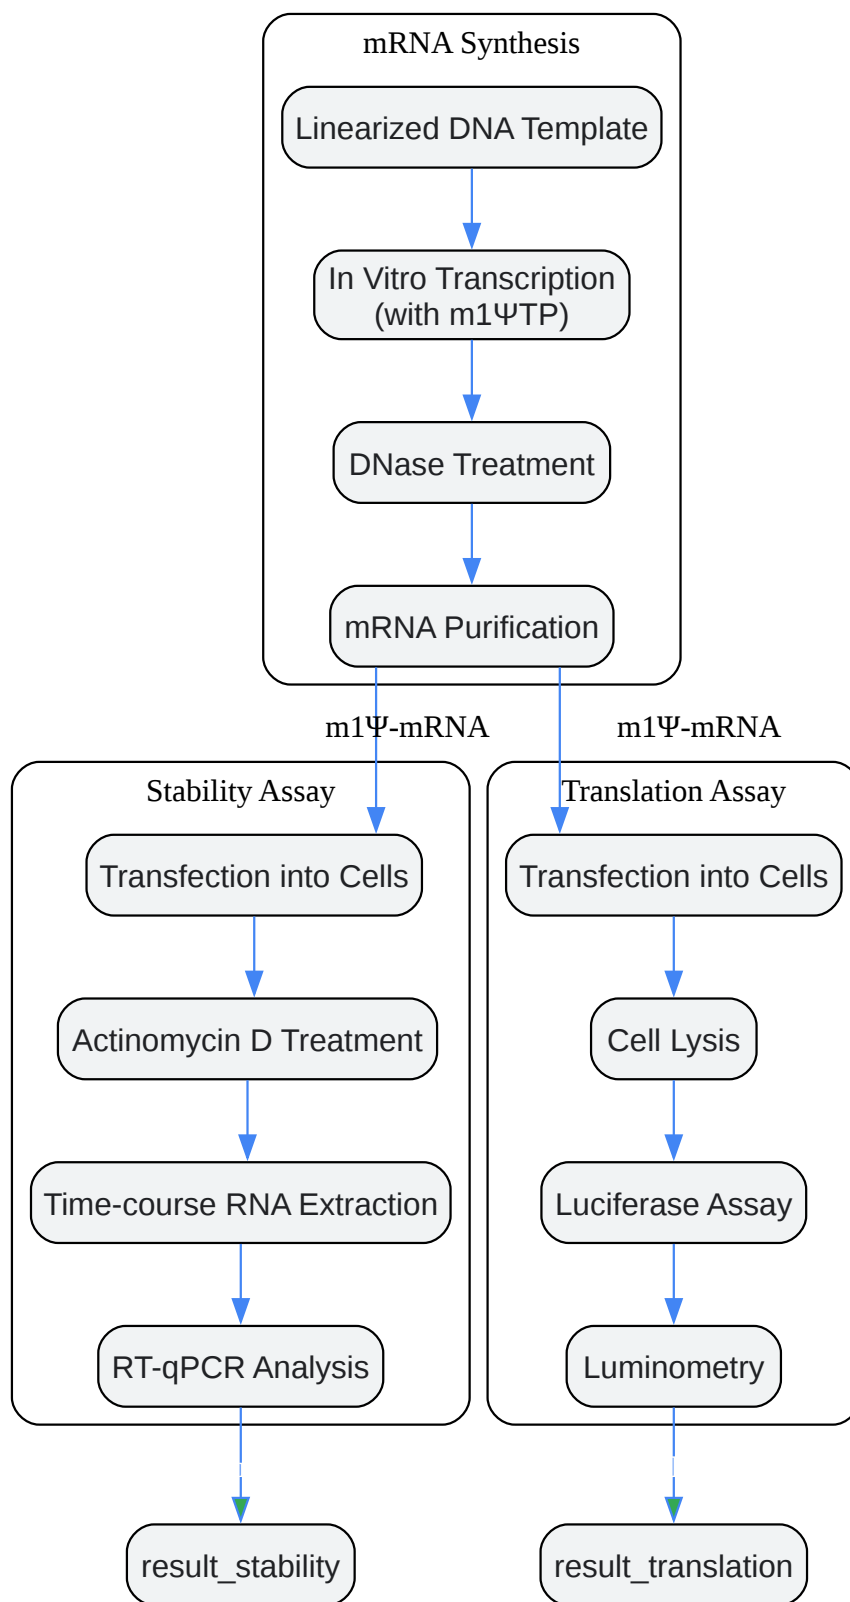 mRNA Synthesis
Linearized DNA Template
In Vitro Transcription
(with m1ΨTP)
DNase Treatment
mRNA Purification
m1Ψ-mRNA
m1Ψ-mRNA
Stability Assay
Transfection into Cells
Actinomycin D Treatment
Time-course RNA Extraction
RT-qPCR Analysis
result_stability
Translation Assay
Transfection into Cells
Cell Lysis
Luciferase Assay
Luminometry
result_translation